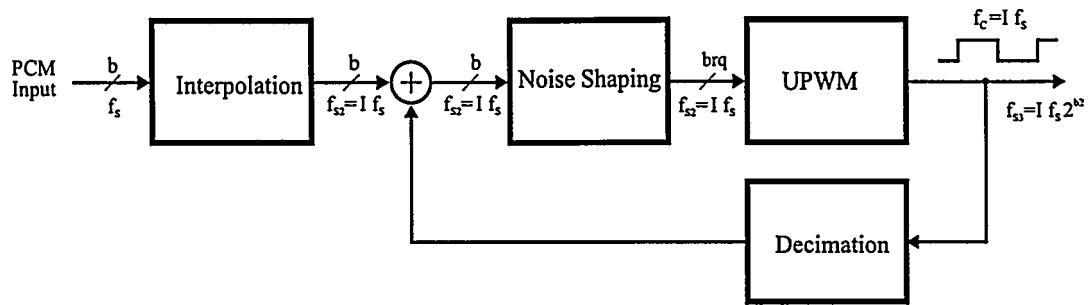 PCM
Input
b
f_s
Interpolation
b
f_s2=I f_s
+
b
f_s2=I f_s
Noise Shaping
brq
f_s2=I f_s
UPWM
f_C=I f_s
f_s3=I f_s 2^b2
Decimation